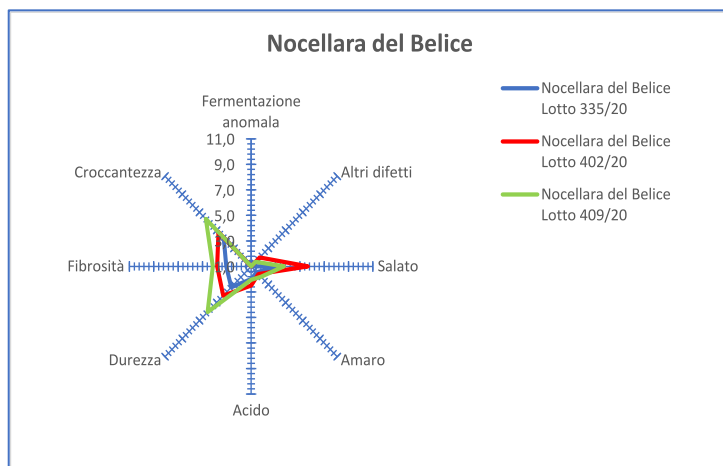 Nocellara del Belice
Nocellara del Belice
Lotto 335/20
Nocellara del Belice
Lotto 402/20
Nocellara del Belice
Lotto 409/20
Fermentazione
anomala
11,0
9,0
7,0
5,0
Croccantezza
Altri difetti
Fibrosità
Salato
Durezza
Amaro
Acido